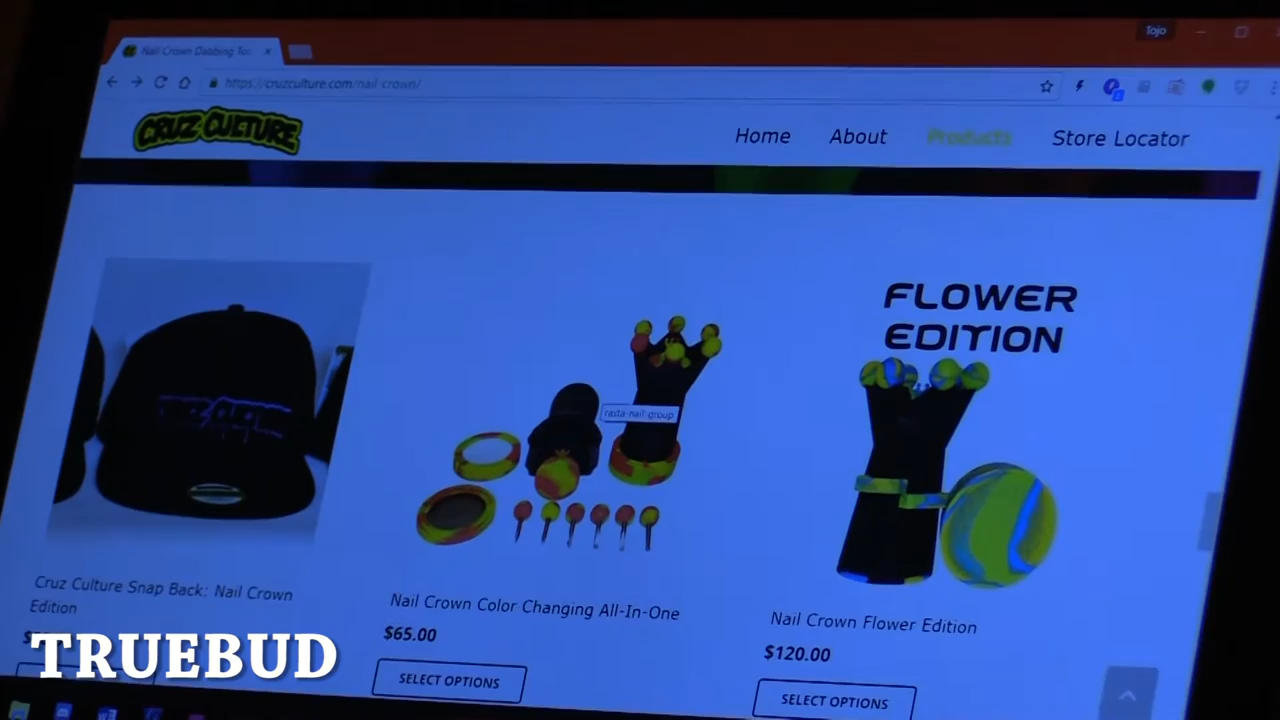 Tojo
Nail Crown Dabbing Too
https://cruzculture.com/nail-crown/
CRUZ CULTURE
Home About Products Store Locator
FLOWER
EDITION
rasta-nail-group
Cruz Culture Snap Back: Nail Crown
Edition
Nail Crown Color Changing All-In-One
$65.00
SELECT OPTIONS
Nail Crown Flower Edition
$120.00
SELECT OPTIONS
TRUEBUD